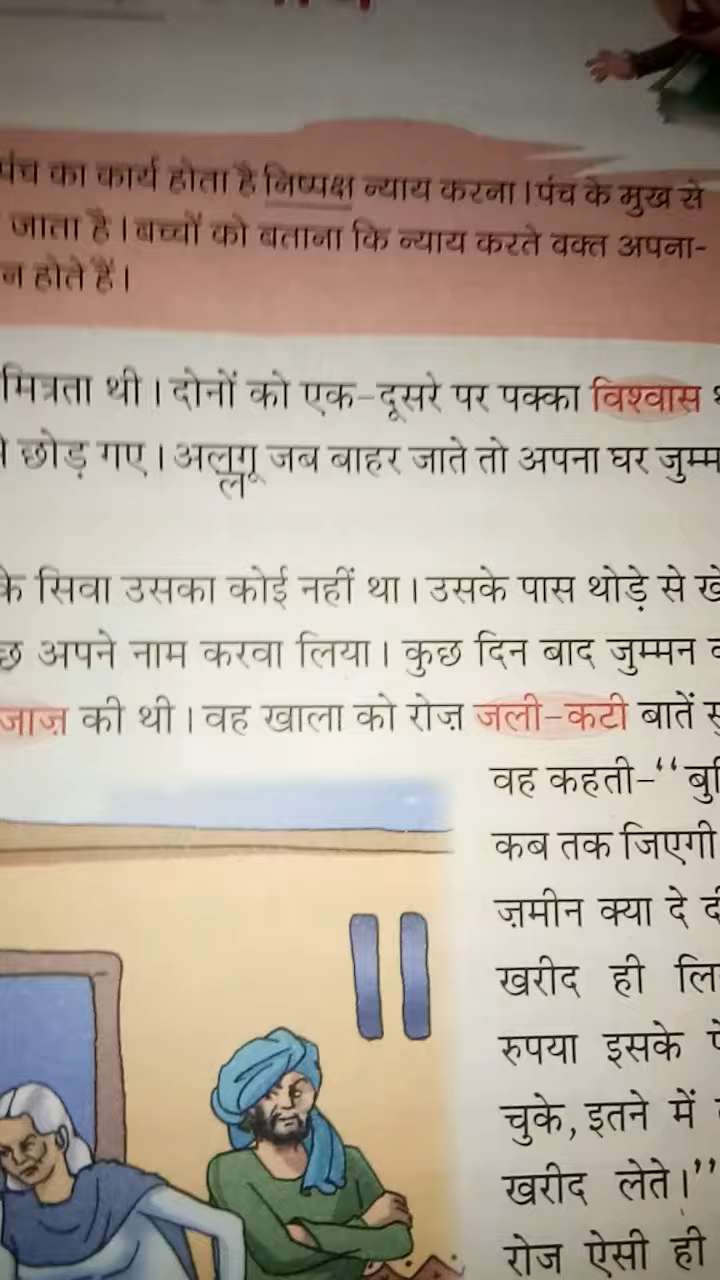 पंच का कार्य होता है निष्पक्ष न्याय करना। पंच के मुख से
जाता है। बच्चों को बताना कि न्याय करते वक्त अपना-
न होते हैं।
मित्रता थी। दोनों को एक-दूसरे पर पक्का विश्वास
छोड़ गए। अलगू जब बाहर जाते तो अपना घर जुम्म
के सिवा उसका कोई नहीं था। उसके पास थोड़े से खे
छ अपने नाम करवा लिया। कुछ दिन बाद जुम्मन
जाज़ की थी। वह खाला को रोज़ जली-कटी बातें सु
वह कहती-“बु
कब तक जिएगी
ज़मीन क्या दे दी
खरीद ही लि
रुपया इसके पे
चुके, इतने में
खरीद लेते।”
रोज ऐसी ही